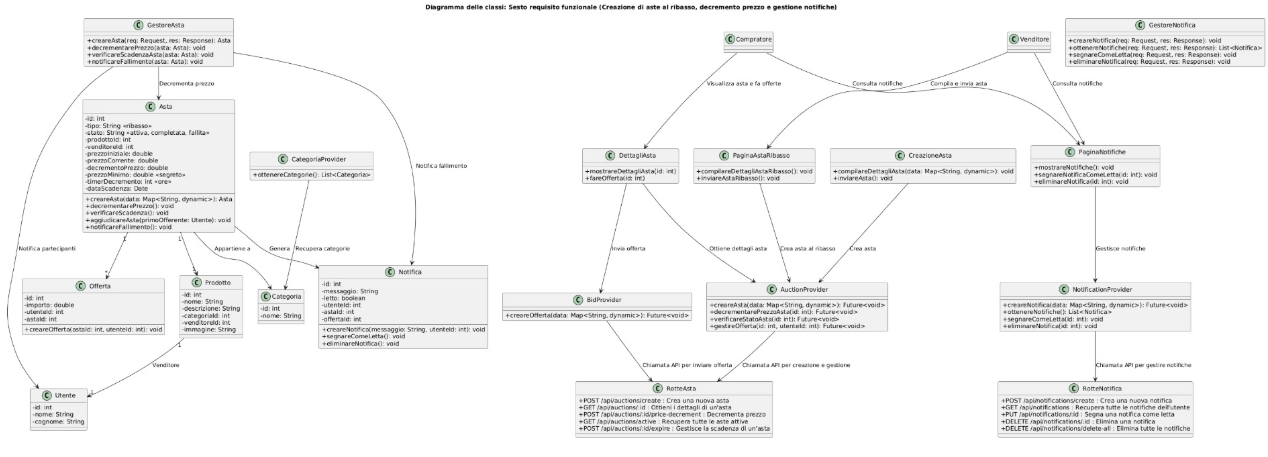 Diagramma delle classi: Sesto requisito funzionale (Creazione di aste al ribasso, decremento prezzo e gestione notifiche)
C GestoreAsta
+creareAsta(req: Request, res: Response): Asta
+decrementarePrezzo(asta: Asta): void
+verificareScadenzaAsta(asta: Asta): void
+notificareFallimento(asta: Asta): void
C Compratore
C Venditore
C GestoreNotifica
+creareNotifica(req: Request, res: Response): void
+ottenereNotifiche(req: Request, res: Response): List<Notifica>
+segnareComeLetta(req: Request, res: Response): void
+eliminareNotifica(req: Request, res: Response): void
Decrementa prezzo
Visualizza asta e fa offerte
Consulta notifiche
Compila e invia asta
Consulta notifiche
C Asta
-id: int
-tipo: String «ribasso»
-stato: String «attiva, completata, fallita»
-prodottoId: int
-venditoreId: int
-prezzoIniziale: double
-prezzoCorrente: double
-decrementoPrezzo: double
-prezzoMinimo: double «segreto»
-timerDecremento: int «ore»
-dataScadenza: Date
+creareAsta(data: Map<String, dynamic>): Asta
+decrementarePrezzo(): void
+verificareScadenza(): void
+aggiudicareAsta(primoOfferente: Utente): void
+notificareFallimento(): void
C CategoriaProvider
+ottenereCategorie(): List<Categoria>
Notifica fallimento
C DettagliAsta
+mostrareDettagliAsta(id: int)
+fareOfferta(id: int)
C PaginaAstaRibasso
+compilareDettagliAstaRibasso(): void
+inviareAstaRibasso(): void
C CreazioneAsta
+compilareDettagliAsta(data: Map<String, dynamic>): void
+inviareAsta(): void
C PagineNotifiche
+mostrareNotifiche(): void
+segnareNotificaComeLetta(id: int): void
+eliminareNotifica(id: int): void
Notifica partecipanti
1
1
Appartiene a
Genera
Recupera categorie
Invia offerta
Ottiene dettagli asta
Crea asta al ribasso
Crea asta
Gestisce notifiche
*
1
C Offerta
-id: int
-importo: double
-utenteId: int
-astaId: int
+creareOfferta(astaId: int, utenteId: int): void
C Prodotto
-id: int
-nome: String
-descrizione: String
-categoriaId: int
-venditoreId: int
-immagine: String
C Categoria
-id: int
-nome: String
C Notifica
-id: int
-messaggio: String
-letto: boolean
-utenteId: int
-astaId: int
-offertaId: int
+creareNotifica(messaggio: String, utenteId: int): void
+segnareComeLetta(): void
+eliminareNotifica(): void
C BidProvider
+creareOfferta(data: Map<String, dynamic>): Future<void>
C AuctionProvider
+creareAsta(data: Map<String, dynamic>): Future<void>
+decrementarePrezzoAsta(id: int): Future<void>
+verificareStatoAsta(id: int): Future<void>
+gestireOfferta(id: int, utenteId: int): Future<void>
C NotificationProvider
+creareNotifica(data: Map<String, dynamic>): Future<void>
+ottenereNotifiche(): List<Notifica>
+segnareComeLetta(id: int): void
+eliminareNotifica(id: int): void
1
Venditore
1
Chiamata API per inviare offerta
Chiamata API per creazione e gestione
Chiamata API per gestire notifiche
C Utente
-id: int
-nome: String
-cognome: String
C RotteAsta
+POST /api/auctions/create : Crea una nuova asta
+GET /api/auctions/:id : Ottieni i dettagli di un'asta
+POST /api/auctions/:id/price-decrement : Decrementa prezzo
+GET /api/auctions/active : Recupera tutte le aste attive
+POST /api/auctions/:id/expire : Gestisce la scadenza di un'asta
C RotteNotifica
+POST /api/notifications/create : Crea una nuova notifica
+GET /api/notifications : Recupera tutte le notifiche dell'utente
+PUT /api/notifications/:id : Segna una notifica come letta
+DELETE /api/notifications/:id : Elimina una notifica
+DELETE /api/notifications/delete-all : Elimina tutte le notifiche